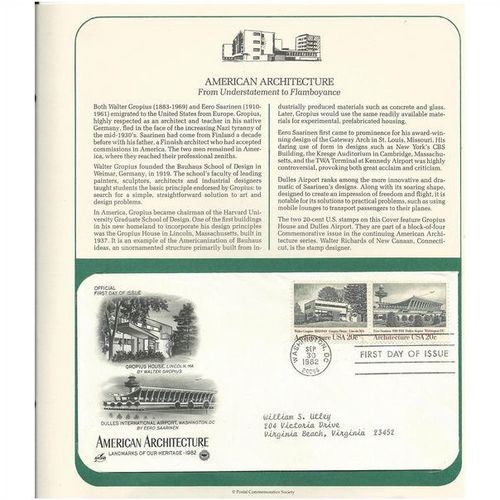 AMERICAN ARCHITECTURE
From Understatement to Flamboyance
Both Walter Gropius (1883-1969) and Eero Saarinen (1910-
1961) emigrated to the United States from Europe. Gropius,
highly respected as an architect and teacher in his native
Germany, fled in the face of the increasing Nazi tyranny of
the mid-1930's. Saarinen had come from Finland a decade
before with his father, a Finnish architect who had accepted
commissions in America. The two men remained in Amer-
ica, where they reached their professional zeniths.
Walter Gropius founded the Bauhaus School of Design in
Weimar, Germany, in 1919. The school's faculty of leading
painters, sculptors, architects and industrial designers
taught students the basic principle endorsed by Gropius: to
search for a simple, straightforward solution to art and
design problems.
In America, Gropius became chairman of the Harvard Uni-
versity Graduate School of Design. One of the first buildings
in his new homeland to incorporate his design principles
was the Gropius House in Lincoln, Massachusetts, built in
1937. It is an example of the Americanization of Bauhaus
ideas, an unornamented structure primarily built from in-
dustrially produced materials such as concrete and glass.
Later, Gropius would use the same readily available mate-
rials for experimental, prefabricated housing.
Eero Saarinen first came to prominence for his award-win-
ning design of the Gateway Arch in St. Louis. His daring
use of form in designs such as New York's CBS
Building, the Kresge Auditorium in Cambridge, Massachu-
setts, and the TWA Terminal at Kennedy Airport was highly
controversial, provoking both great acclaim and criticism.
Dulles Airport ranks among the more innovative and dra-
matic of Saarinen's designs. Along with its soaring shape,
designed to create an impression of freedom and flight, it is
notable for its solutions to practical problems, such as using
mobile lounges to transport passengers to their planes.
The two 20-cent U.S. stamps on this Cover feature Gropius
House and Dulles Airport. They are part of a block-of-four
Commemorative issue in the continuing American Archi-
tecture series. Walter Richards of New Canaan, Connecti-
cut, is the stamp designer.
OFFICIAL
FIRST DAY OF ISSUE
GROPIUS HOUSE, LINCOLN, MA
BY WALTER GROPIUS
DULLES INTERNATIONAL AIRPORT, WASHINGTON, DC
BY EERO SAARINEN
AMERICAN ARCHITECTURE
LANDMARKS OF OUR HERITAGE - 1982
Architecture USA 20c
Architecture USA 20c
WASHINGTON, DC
SEP
30
1982
FIRST DAY OF ISSUE
William S. Utley
204 Victoria Drive
Virginia Beach, Virginia 23452
© Postal Commemorative Society